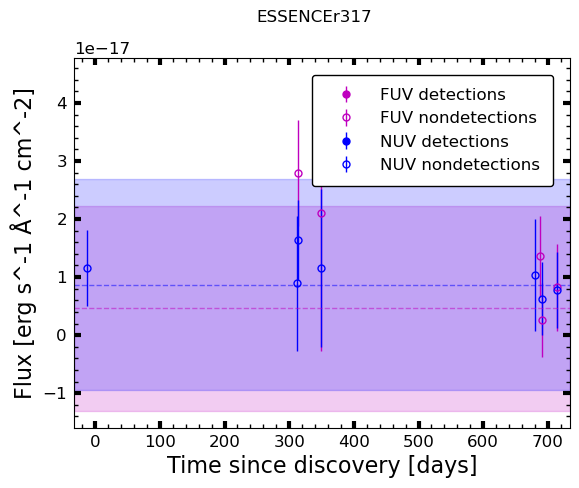 ESSENCEr317
1e−17
FUV detections
FUV nondetections
NUV detections
NUV nondetections
4
3
2
1
0
−1
Flux [erg s^-1 Å^-1 cm^-2]
0 100 200 300 400 500 600 700
Time since discovery [days]